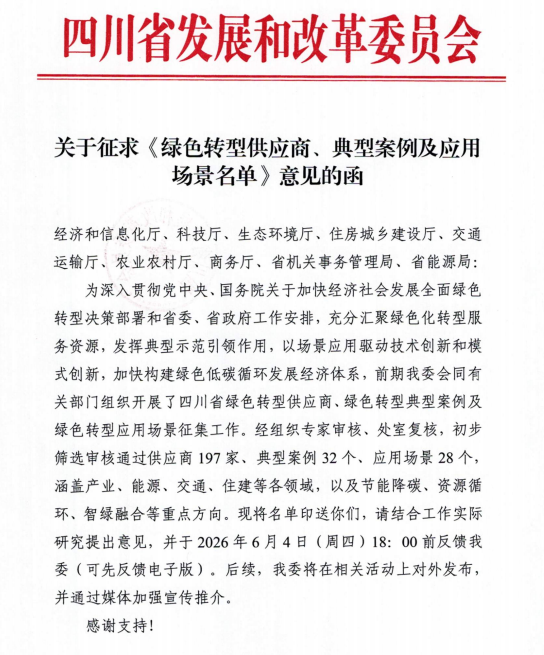 四川省发展和改革委员会
关于征求《绿色转型供应商、典型案例及应用
场景名单》意见的函
经济和信息化厅、科技厅、生态环境厅、住房城乡建设厅、交通
运输厅、农业农村厅、商务厅、省机关事务管理局、省能源局：
为深入贯彻党中央、国务院关于加快经济社会发展全面绿色
转型决策部署和省委、省政府工作安排，充分汇聚绿色化转型服
务资源，发挥典型示范引领作用，以场景应用驱动技术创新和模
式创新，加快构建绿色低碳循环发展经济体系，前期我委会同有
关部门组织开展了四川省绿色转型供应商、绿色转型典型案例及
绿色转型应用场景征集工作。经组织专家审核、处室复核，初步
筛选审核通过供应商 197 家、典型案例 32 个、应用场景 28 个，
涵盖产业、能源、交通、住建等各领域，以及节能降碳、资源循
环、智绿融合等重点方向。现将名单印送你们，请结合工作实际
研究提出意见，并于 2026 年 6 月 4 日（周四）18：00 前反馈我
委（可先反馈电子版）。后续，我委将在相关活动上对外发布，
并通过媒体加强宣传推介。
感谢支持！